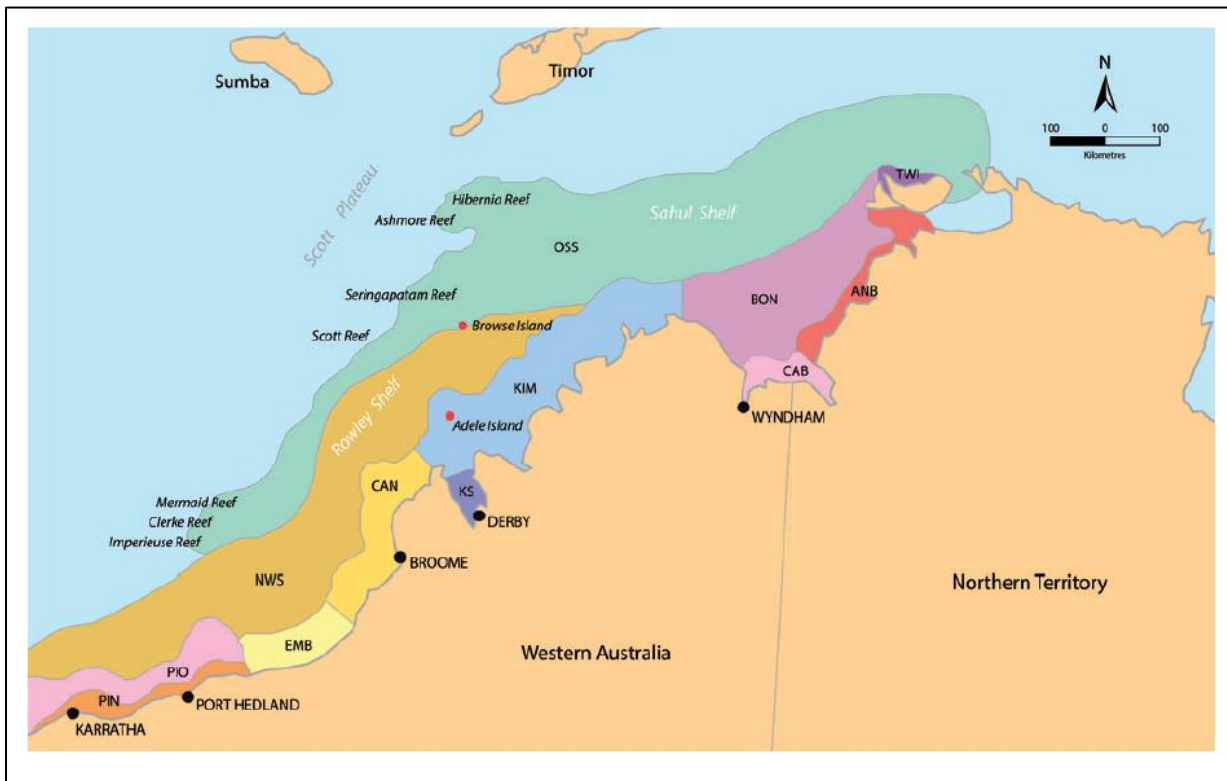 Sumba
Timor
N
100 0 100
Kilometres
Scott Plateau
Hibernia Reef
Ashmore Reef
Sahul Shelf
TWI
OSS
Seringapatam Reef
BON
ANB
Scott Reef
Browse Island
KIM
CAB
WYNDHAM
Rowley Shelf
Adele Island
CAN
KS
DERBY
Mermaid Reef
Clerke Reef
Imperieuse Reef
BROOME
NWS
Northern Territory
EMB
Western Australia
PIO
PIN
PORT HEDLAND
KARRATHA